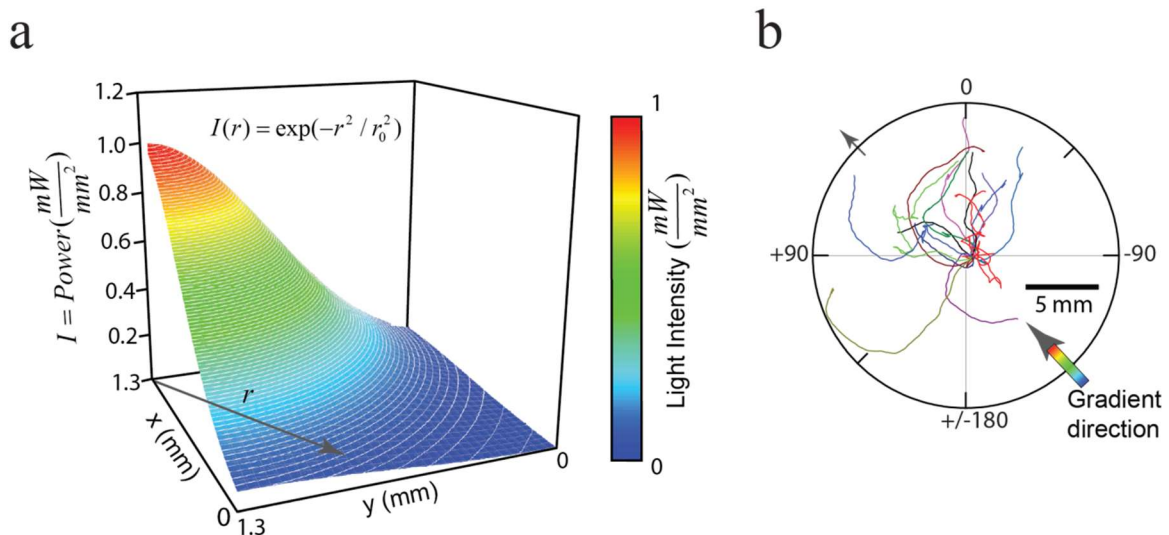 a
1.2
1.0
0.8
0.6
0.4
0.2
1.3
I = Power(mW/mm²)
I(r) = exp(−r² / r₀²)
r
x (mm)
0
1.3
y (mm)
0
1
0
Light Intensity (mW/mm²)
b
0
+90
-90
5 mm
+/-180
Gradient
direction